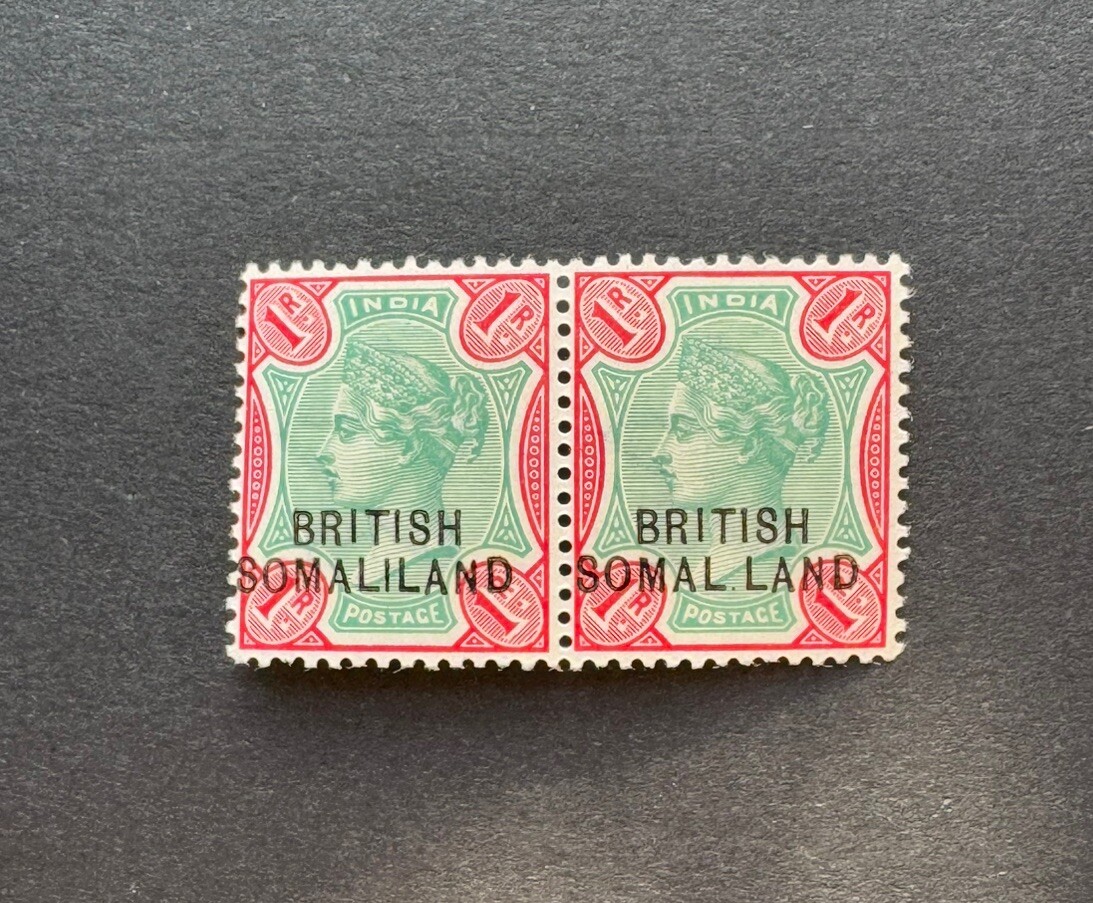 1R INDIA 1R
BRITISH
SOMALILAND
1R POSTAGE 1R
1R INDIA 1R
BRITISH
SOMAL.LAND
1R POSTAGE 1R